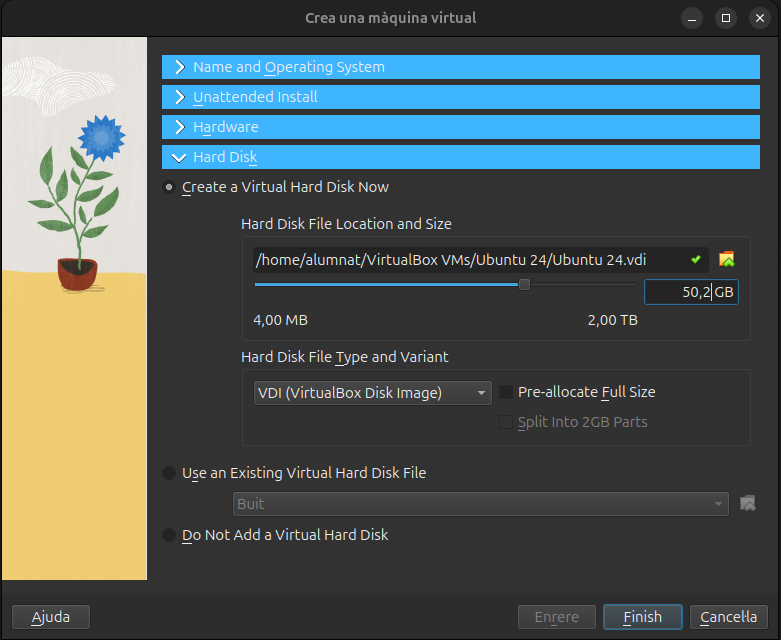 Crea una màquina virtual
Name and Operating System
Unattended Install
Hardware
Hard Disk
Create a Virtual Hard Disk Now
Hard Disk File Location and Size
/home/alumnat/VirtualBox VMs/Ubuntu 24/Ubuntu 24.vdi
50,2 GB
4,00 MB 2,00 TB
Hard Disk File Type and Variant
VDI (VirtualBox Disk Image) Pre-allocate Full Size
Split Into 2GB Parts
Use an Existing Virtual Hard Disk File
Buit
Do Not Add a Virtual Hard Disk
Ajuda Enrere Finish Cancel·la